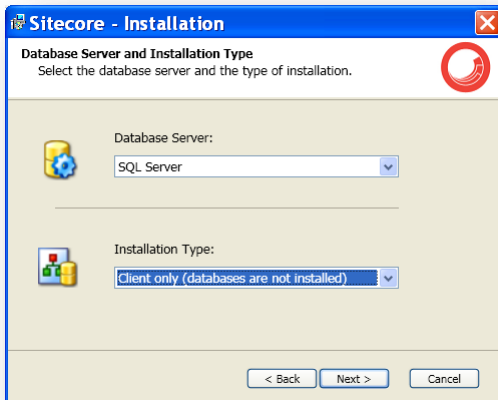 Sitecore - Installation
Database Server and Installation Type
Select the database server and the type of installation.
Database Server:
SQL Server
Installation Type:
Client only (databases are not installed)
< Back
Next >
Cancel